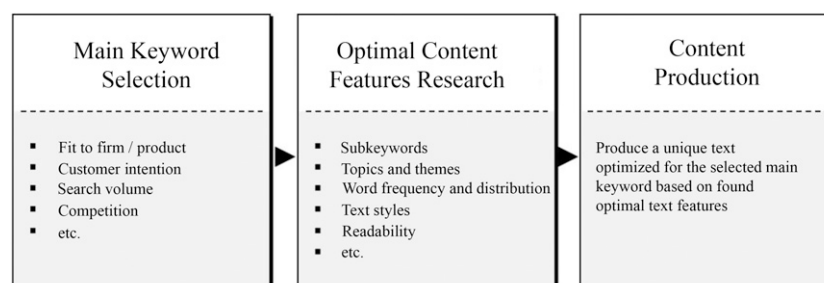 Main Keyword
Selection
Fit to firm / product
Customer intention
Search volume
Competition
etc.
Optimal Content
Features Research
Subkeywords
Topics and themes
Word frequency and distribution
Text styles
Readability
etc.
Content
Production
Produce a unique text
optimized for the selected main
keyword based on found
optimal text features